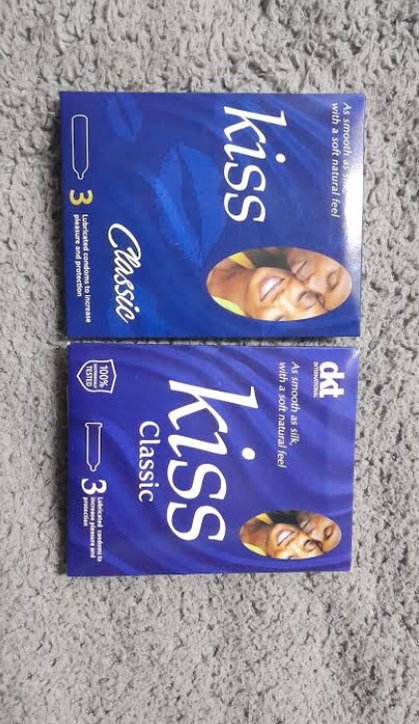 As smooth as
with a soft natural feel
kiss
Classic
3
Lubricated condoms to increase
pleasure and protection
dkt
INTERNATIONAL
As smooth as silk,
with a soft natural feel
kiss
Classic
100%
TESTED
3
Lubricated condoms to
increase pleasure and
protection